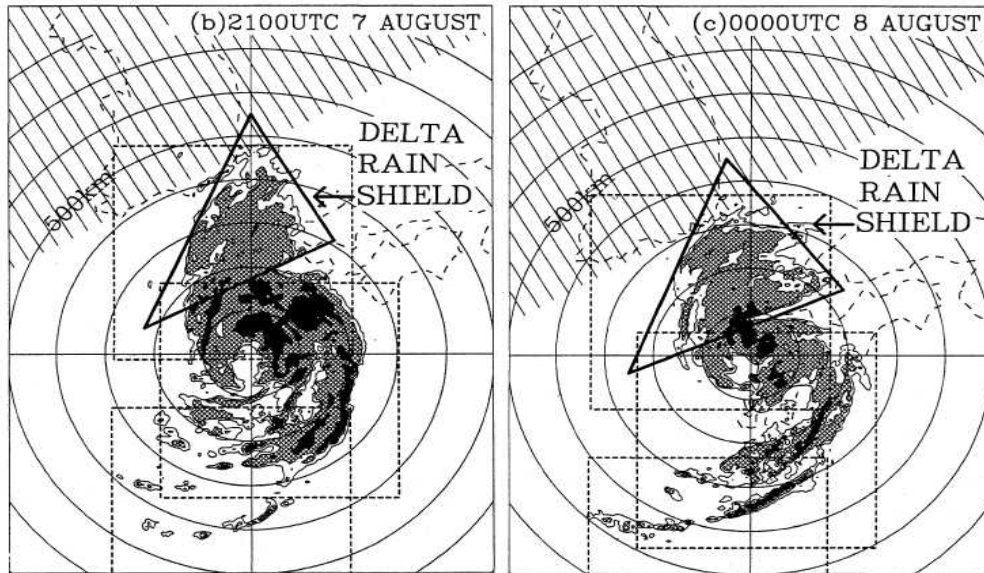 (b)2100UTC 7 AUGUST
DELTA
RAIN
SHIELD
500km
(c)0000UTC 8 AUGUST
DELTA
RAIN
SHIELD
500km